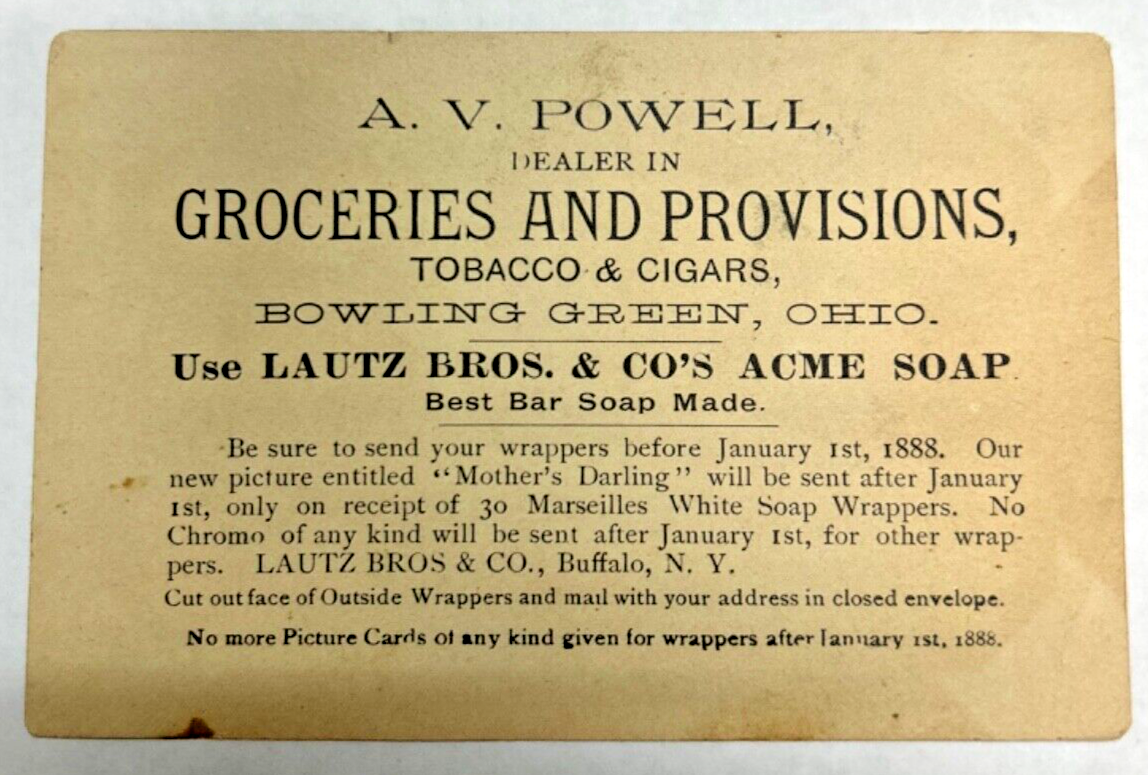 A. V. POWELL,
DEALER IN
GROCERIES AND PROVISIONS,
TOBACCO & CIGARS,
BOWLING GREEN, OHIO.
Use LAUTZ BROS. & CO'S ACME SOAP.
Best Bar Soap Made.
Be sure to send your wrappers before January 1st, 1888. Our
new picture entitled "Mother's Darling" will be sent after January
1st, only on receipt of 30 Marseilles White Soap Wrappers. No
Chromo of any kind will be sent after January 1st, for other wrap-
pers. LAUTZ BROS & CO., Buffalo, N. Y.
Cut out face of Outside Wrappers and mail with your address in closed envelope.
No more Picture Cards of any kind given for wrappers after January 1st, 1888.